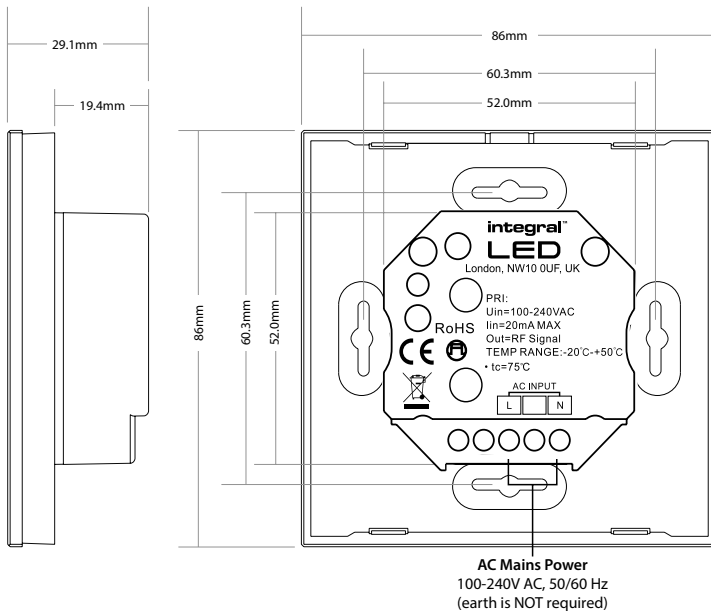 29.1mm
19.4mm
86mm
60.3mm
52.0mm
86mm
60.3mm
52.0mm
integral™
LED
London, NW10 0UF, UK
PRI:
Uin=100-240VAC
Iin=20mA MAX
Out=RF Signal
TEMP RANGE:-20℃-+50℃
• tc=75℃
RoHS
CE
AC INPUT
L N
AC Mains Power
100-240V AC, 50/60 Hz
(earth is NOT required)